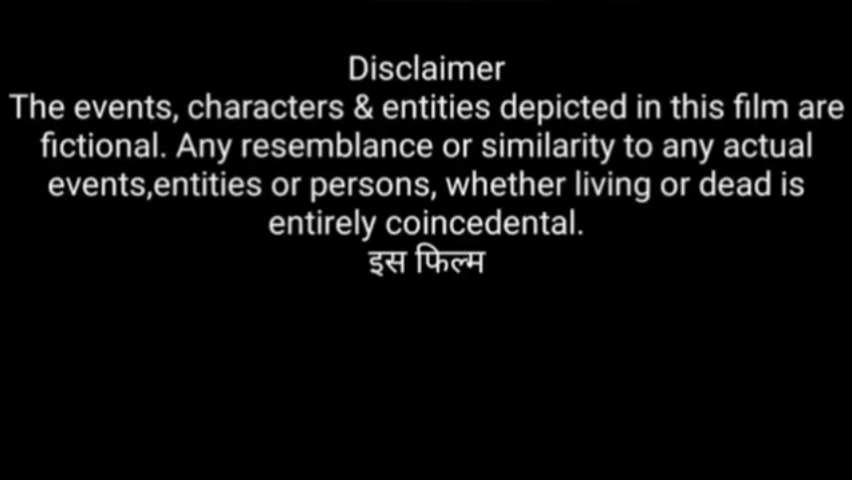 Disclaimer
The events, characters & entities depicted in this film are
fictional. Any resemblance or similarity to any actual
events,entities or persons, whether living or dead is
entirely coincedental.
इस फिल्म